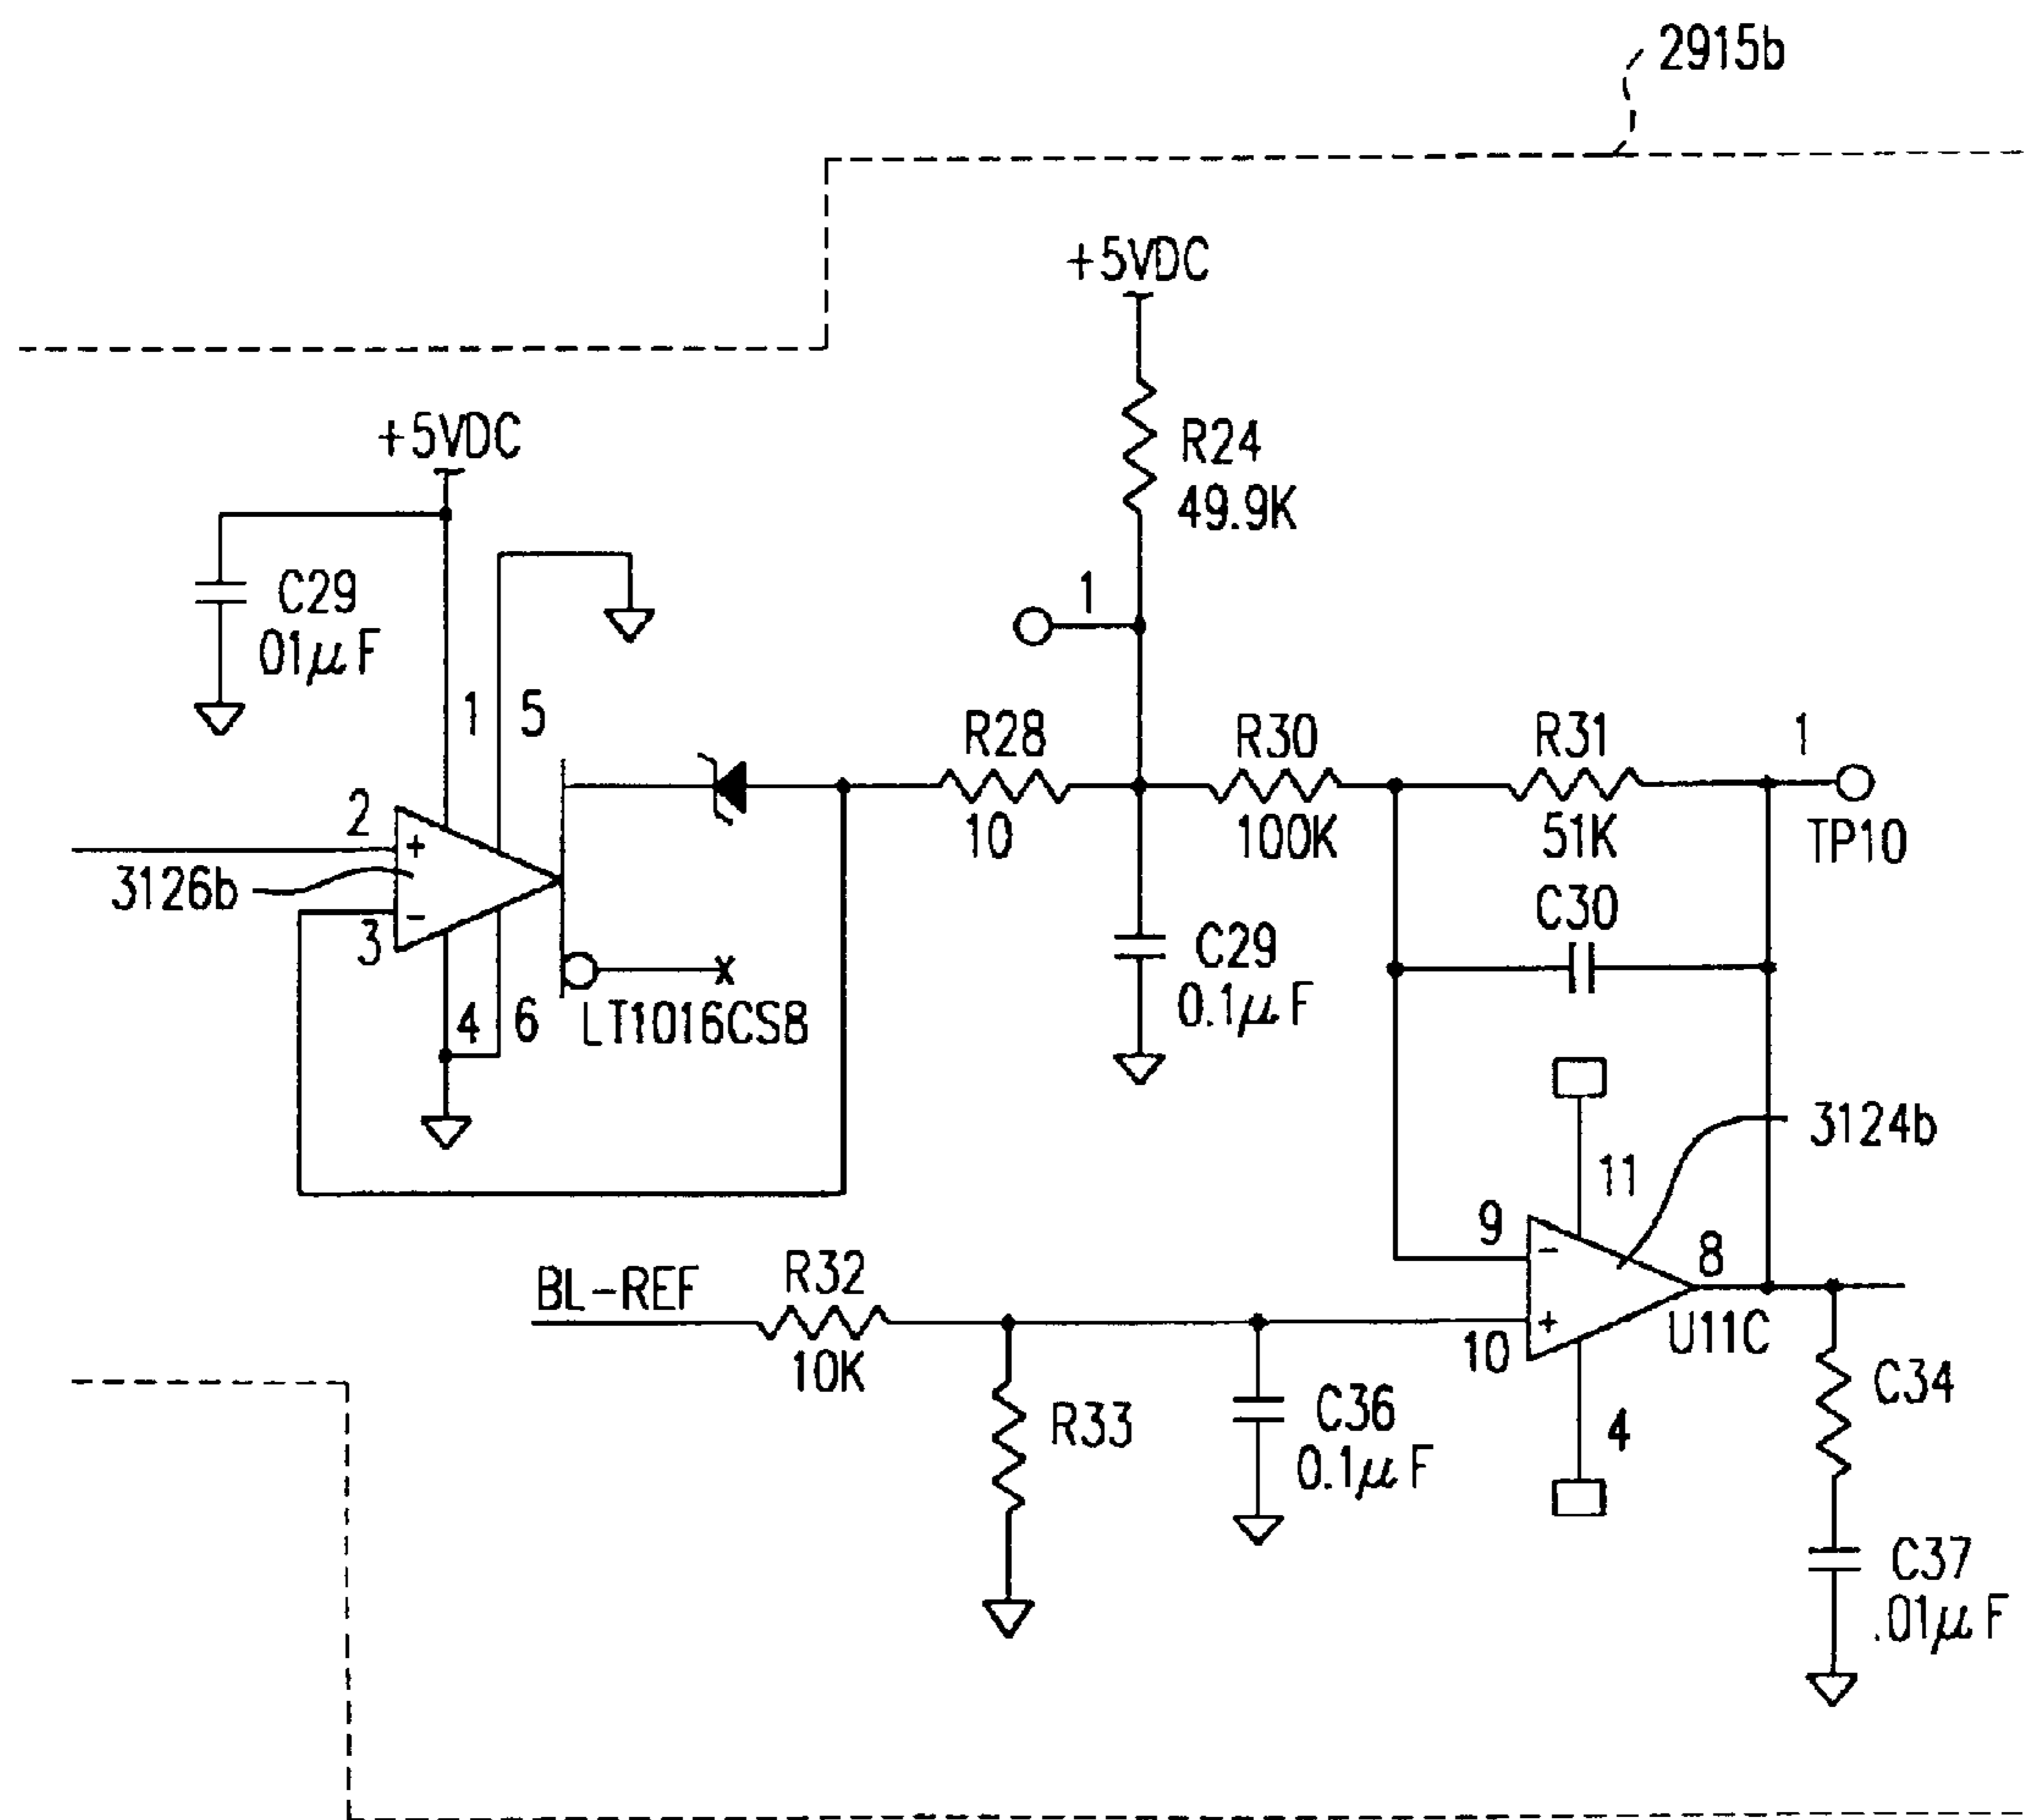 2915b
+5VDC
R24
49.9K
+5VDC
C29
01μF
1
1
5
R28
10
R30
100K
R31
51K
1
TP10
2
+
3126b
-
3
C30
C29
0.1μF
4
6
LT1016CS8
3124b
11
9
-
8
BL-REF
R32
10K
10
+
U11C
R33
C36
0.1μF
4
C34
C37
.01μF